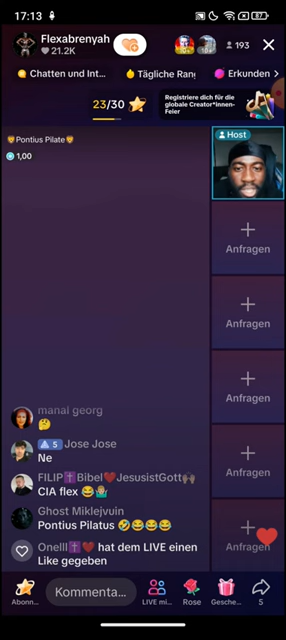 17:13
87
Flexabrenyah
21.2K
193
Chatten und Int...
Tägliche Ran
Erkunden >
23/30
Registriere dich für die
globale Creator*innen-
Feier
Pontius Pilate
1,00
Host
Anfragen
Anfragen
Anfragen
Anfragen
Anfragen
manal georg
🤔
5 Jose Jose
Ne
FILIP✝️Bibel❤️JesusistGott🙌🏿
CIA flex 😂🤷🏼‍♂️
Ghost Miklejvuin
Pontius Pilatus 🤣😂😂😂
Onelll✝️❤️ hat dem LIVE einen
Like gegeben
Abonn...
Kommenta...
LIVE mi...
Rose
Gesche...
5